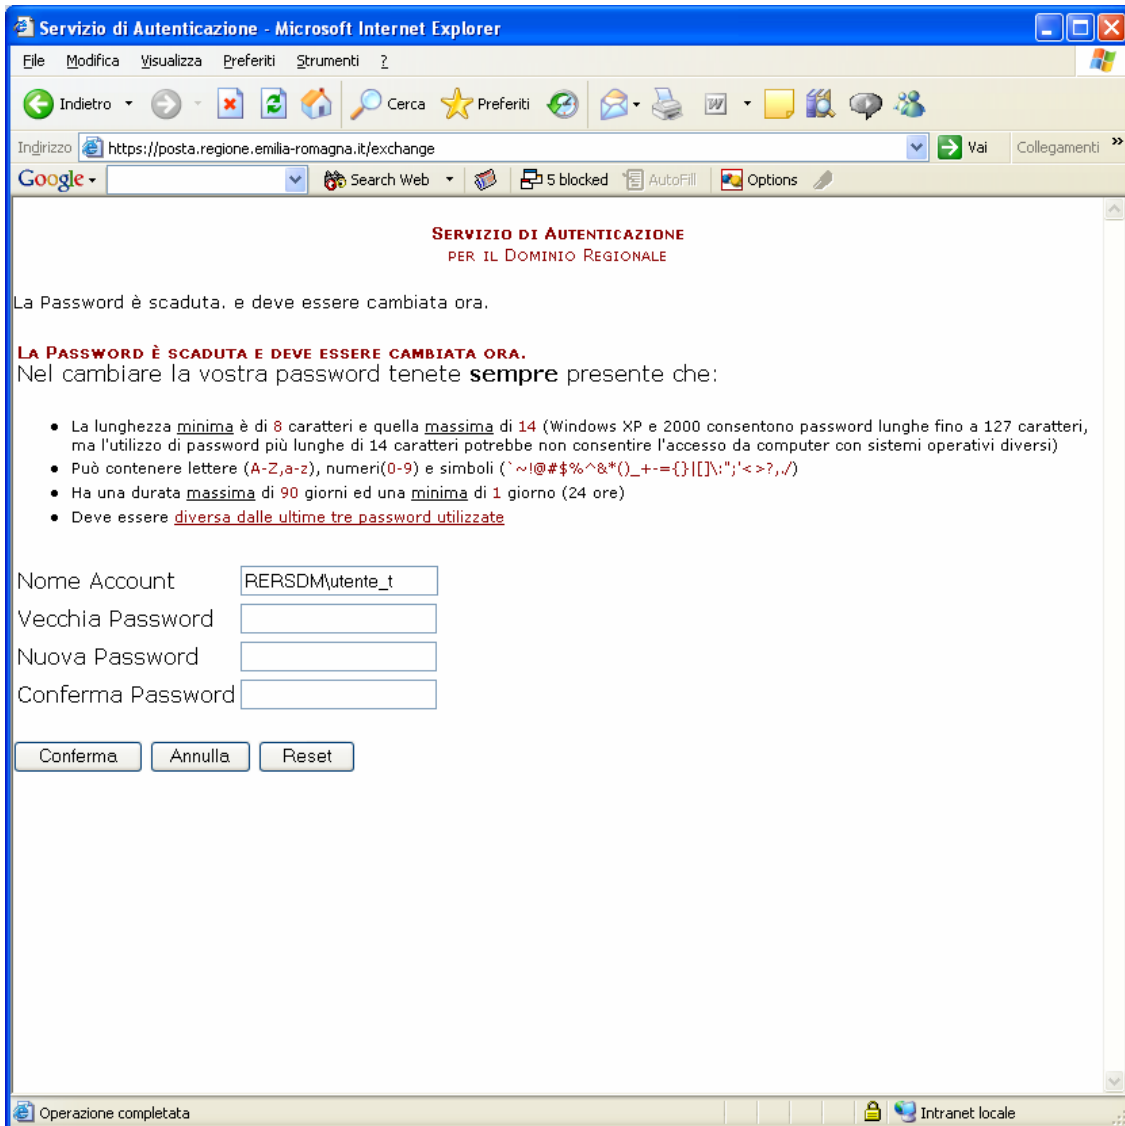 Servizio di Autenticazione - Microsoft Internet Explorer
File Modifica Visualizza Preferiti Strumenti ?
Indietro Cerca Preferiti
Indirizzo https://posta.regione.emilia-romagna.it/exchange Vai Collegamenti »
Google Search Web 5 blocked AutoFill Options
SERVIZIO DI AUTENTICAZIONE
PER IL DOMINIO REGIONALE
La Password è scaduta. e deve essere cambiata ora.
LA PASSWORD È SCADUTA E DEVE ESSERE CAMBIATA ORA.
Nel cambiare la vostra password tenete sempre presente che:
• La lunghezza minima è di 8 caratteri e quella massima di 14 (Windows XP e 2000 consentono password lunghe fino a 127 caratteri,
ma l'utilizzo di password più lunghe di 14 caratteri potrebbe non consentire l'accesso da computer con sistemi operativi diversi)
• Può contenere lettere (A-Z,a-z), numeri(0-9) e simboli (`~!@#$%^&*()_+-={}|[]\:";'<>?,./)
• Ha una durata massima di 90 giorni ed una minima di 1 giorno (24 ore)
• Deve essere diversa dalle ultime tre password utilizzate
Nome Account RERSDM\utente_t
Vecchia Password
Nuova Password
Conferma Password
Conferma Annulla Reset
Operazione completata Intranet locale